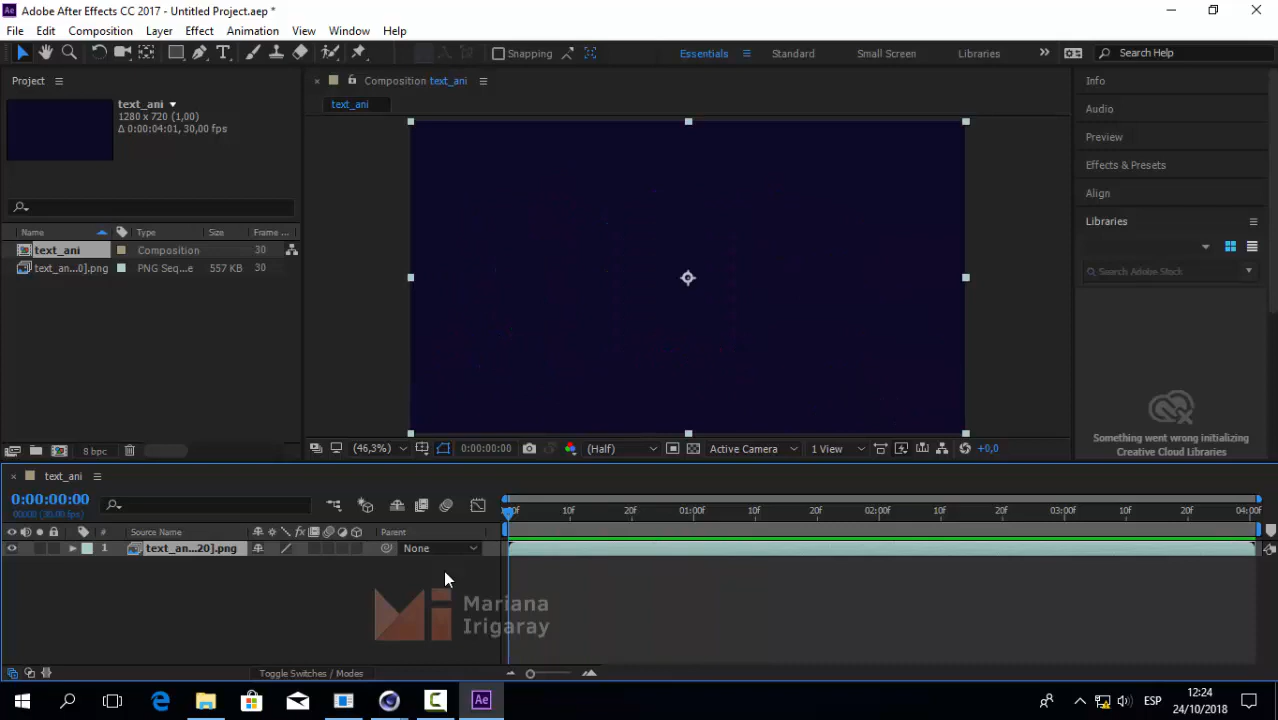 Adobe After Effects CC 2017 - Untitled Project.aep *
File Edit Composition Layer Effect Animation View Window Help
Snapping
Essentials
Standard
Small Screen
Libraries
Search Help
Project
Composition text_ani
text_ani
text_ani
1280 x 720 (1,00)
Δ 0:00:04:01, 30,00 fps
Name Type Size Frame ...
text_ani Composition 30
text_an...0].png PNG Seq...e 557 KB 30
8 bpc
(46,3%)
0:00:00:00
(Half)
Active Camera
1 View
+0,0
Info
Audio
Preview
Effects & Presets
Align
Libraries
Search Adobe Stock
Something went wrong initializing
Creative Cloud Libraries
text_ani
0:00:00:00
00000 (30.00 fps)
# Source Name Parent
1 text_an...20].png None
:00f 10f 20f 01:00f 10f 20f 02:00f 10f 20f 03:00f 10f 20f 04:00f
Mi Mariana
Irigaray
Toggle Switches / Modes
ESP
12:24
24/10/2018